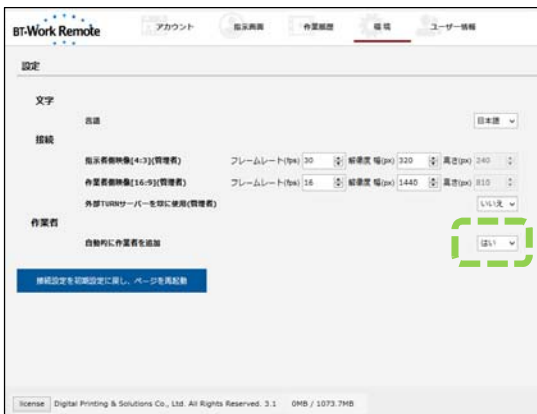 BT-Work Remote アカウント 指示画面 作業履歴 環境 ユーザー情報
設定
文字
言語 日本語
接続
指示者側映像[4:3](管理者) フレームレート(fps) 30 解像度 幅(px) 320 高さ(px) 240
作業者側映像[16:9](管理者) フレームレート(fps) 16 解像度 幅(px) 1440 高さ(px) 810
外部TURNサーバーを常に使用(管理者) いいえ
作業者
自動的に作業者を追加 はい
接続設定を初期設定に戻し、ページを再起動
license Digital Printing & Solutions Co., Ltd. All Rights Reserved. 3.1 0MB / 1073.7MB